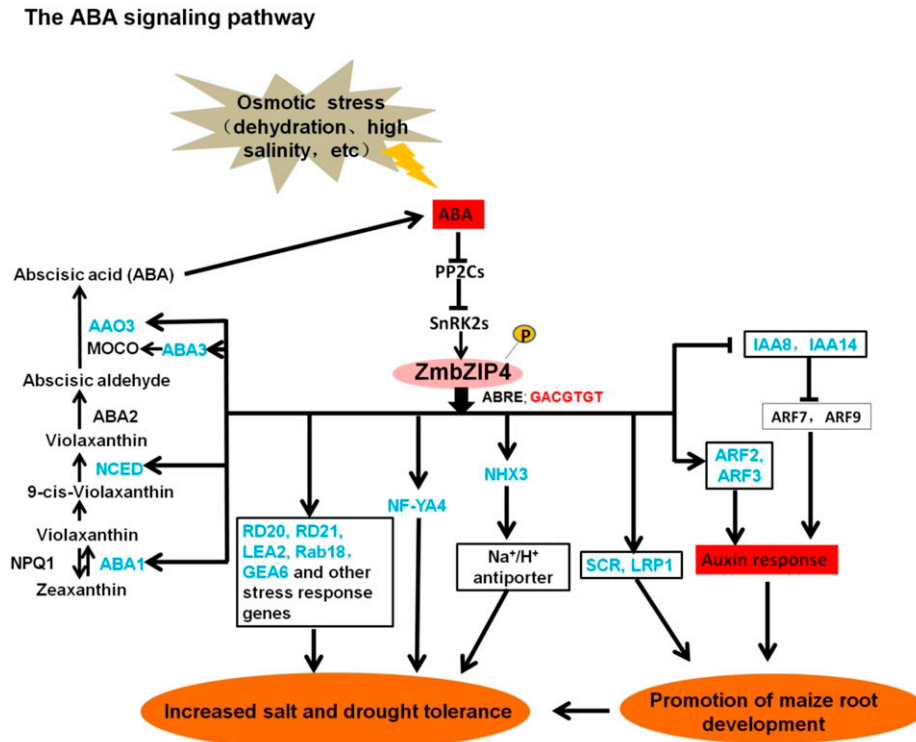 The ABA signaling pathway
Osmotic stress
（dehydration、high
salinity，etc）
ABA
Abscisic acid (ABA)
PP2Cs
AAO3
SnRK2s
P
MOCO
ABA3
IAA8，IAA14
Abscisic aldehyde
ZmbZIP4
ABRE; GACGTGT
ABA2
ARF7，ARF9
Violaxanthin
NCED
NHX3
ARF2,
ARF3
9-cis-Violaxanthin
NF-YA4
Violaxanthin
RD20, RD21,
LEA2, Rab18，
GEA6 and other
stress response
genes
NPQ1
ABA1
Na⁺/H⁺
antiporter
SCR, LRP1
Auxin response
Zeaxanthin
Increased salt and drought tolerance
Promotion of maize root
development